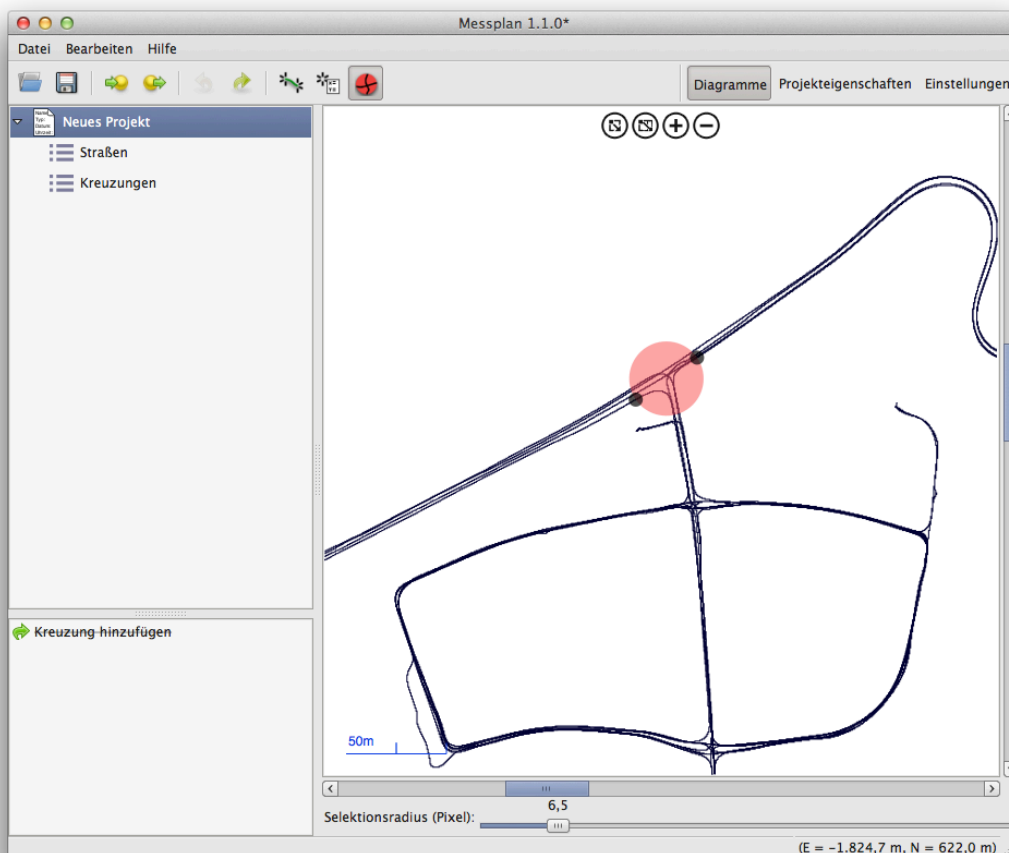 Messplan 1.1.0*
Datei Bearbeiten Hilfe
Diagramme Projekteigenschaften Einstellungen
Neues Projekt
Straßen
Kreuzungen
Kreuzung hinzufügen
50m
6,5
Selektionsradius (Pixel):
(E = -1.824,7 m, N = 622,0 m)